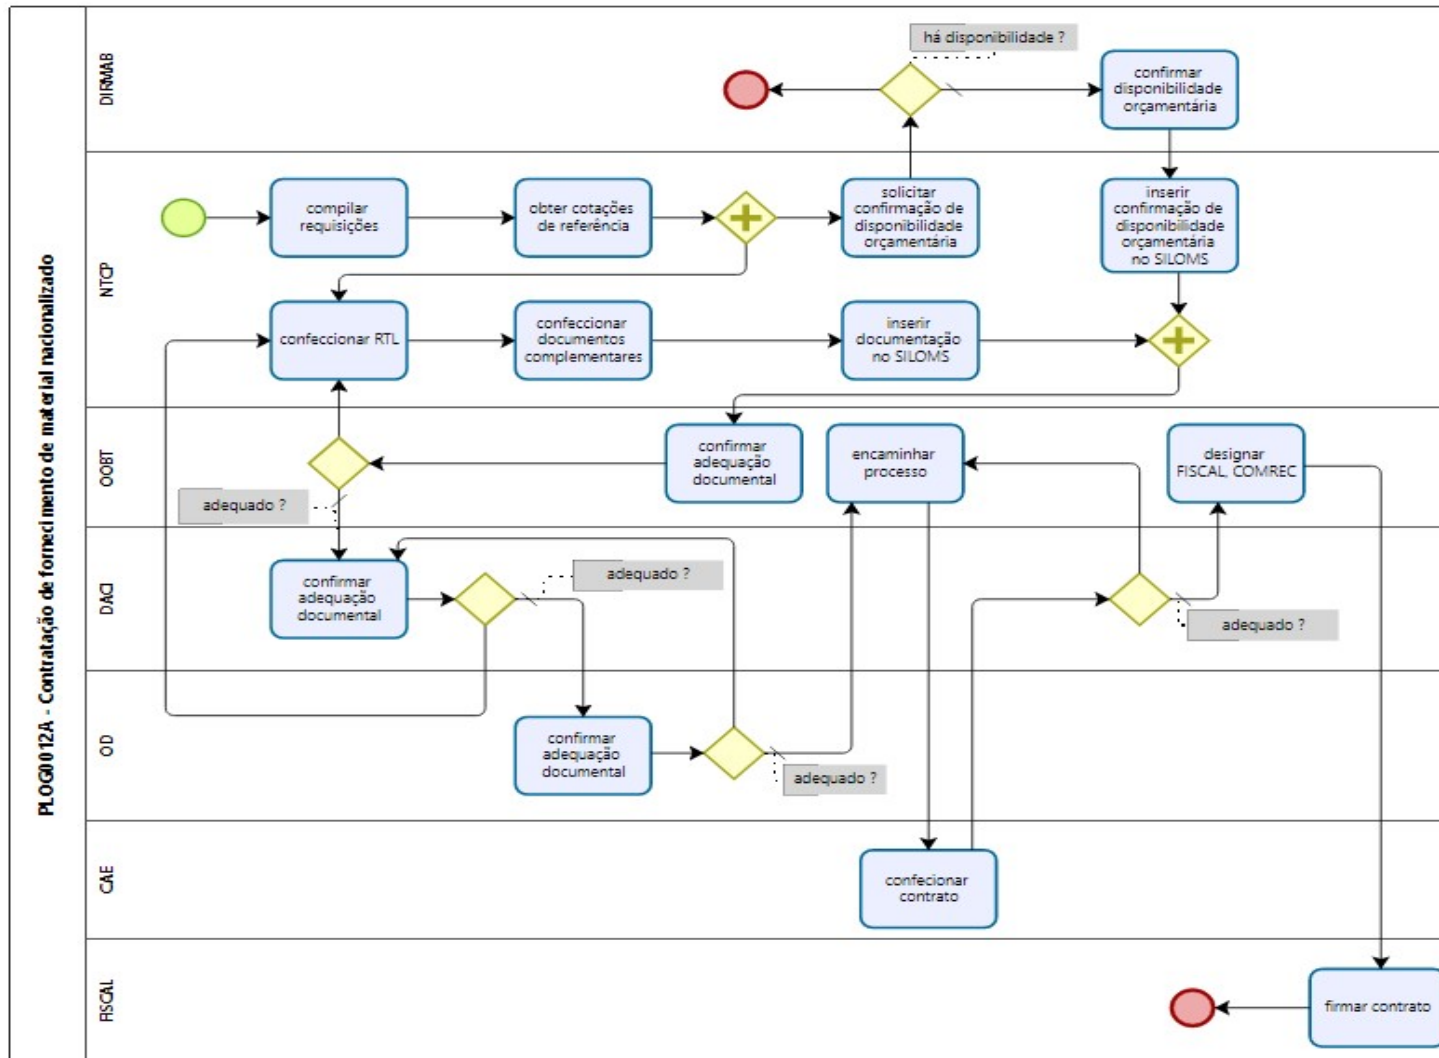 PLOG0012A - Contratação de fornecimento de material nacionalizado
DIRMAB
há disponibilidade ?
confirmar
disponibilidade
orçamentária
NTCP
compilar
requisições
obter cotações
de referência
solicitar
confirmação de
disponibilidade
orçamentária
inserir
confirmação de
disponibilidade
orçamentária
no SILOMS
confeccionar RTL
confeccionar
documentos
complementares
inserir
documentação
no SILOMS
OOBT
confirmar
adequação
documental
encaminhar
processo
designar
FISCAL, COMREC
adequado ?
DACI
confirmar
adequação
documental
adequado ?
adequado ?
OD
confirmar
adequação
documental
adequado ?
CAE
confecionar
contrato
FISCAL
firmar contrato